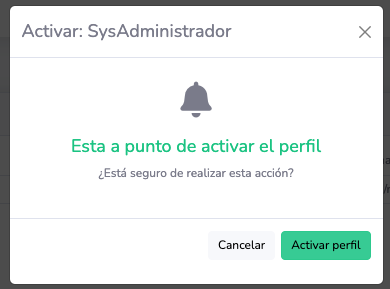 Activar: SysAdministrador
Esta a punto de activar el perfil
¿Está seguro de realizar esta acción?
Cancelar
Activar perfil